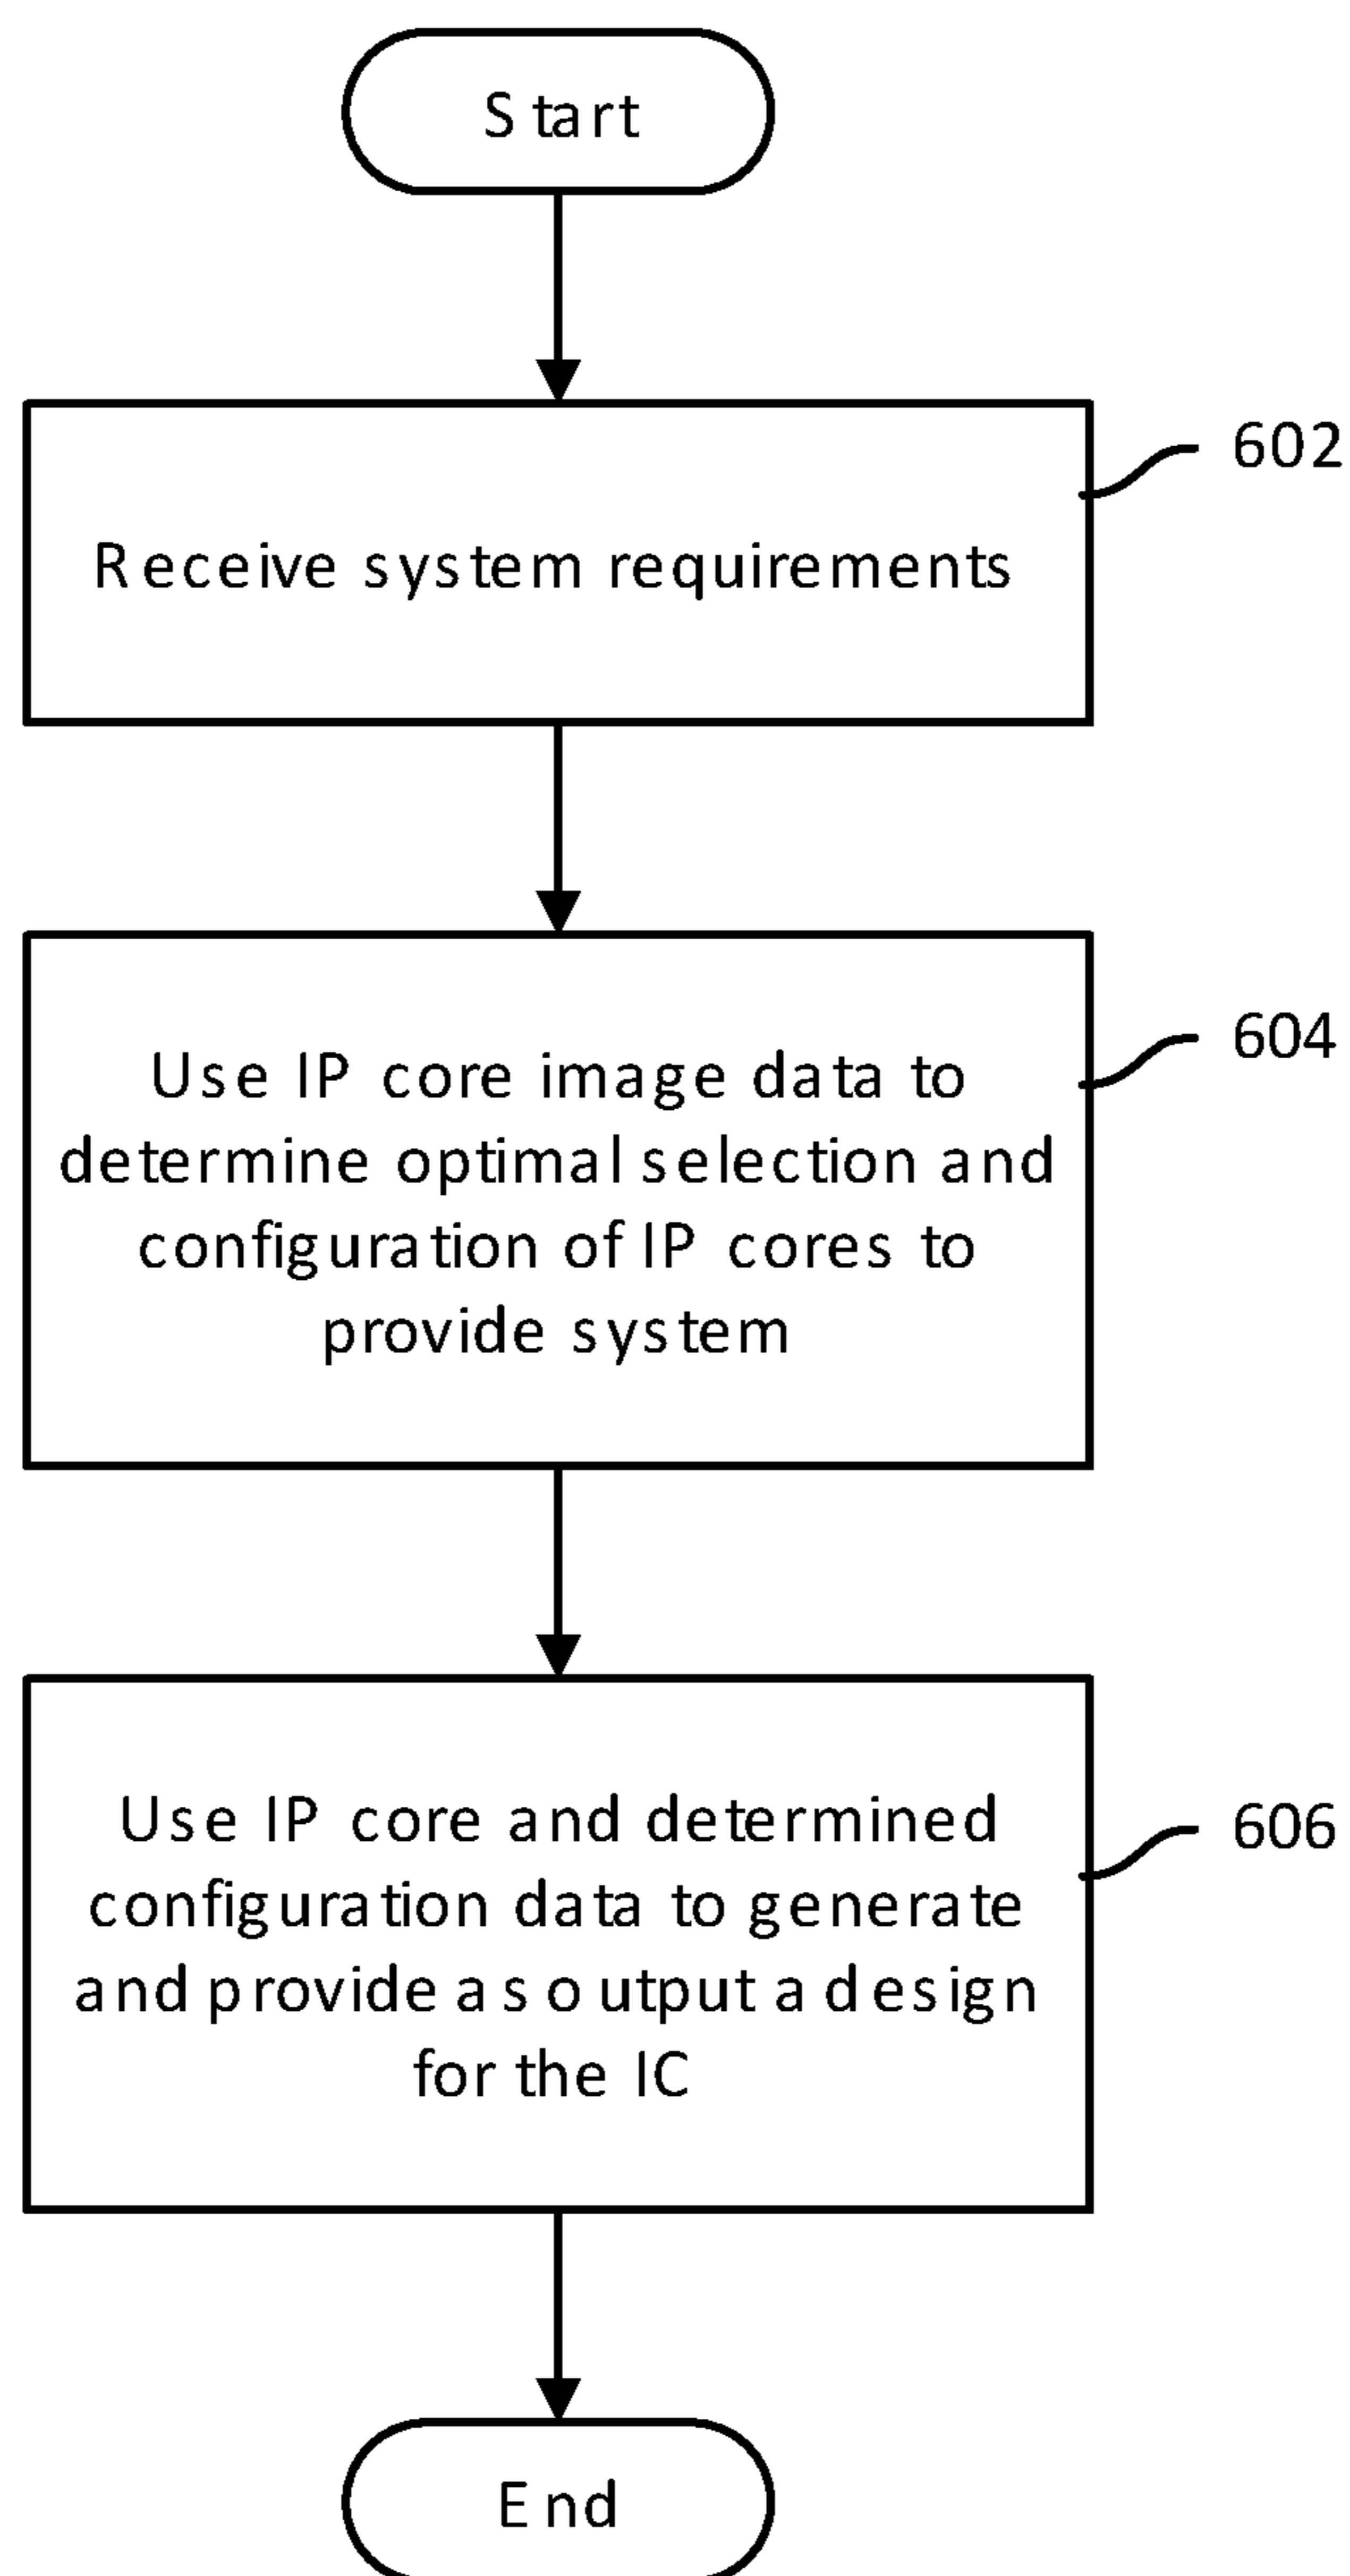 Start
602
Receive system requirements
604
Use IP core image data to
determine optimal selection and
configuration of IP cores to
provide system
606
Use IP core and determined
configuration data to generate
and provide as output a design
for the IC
End